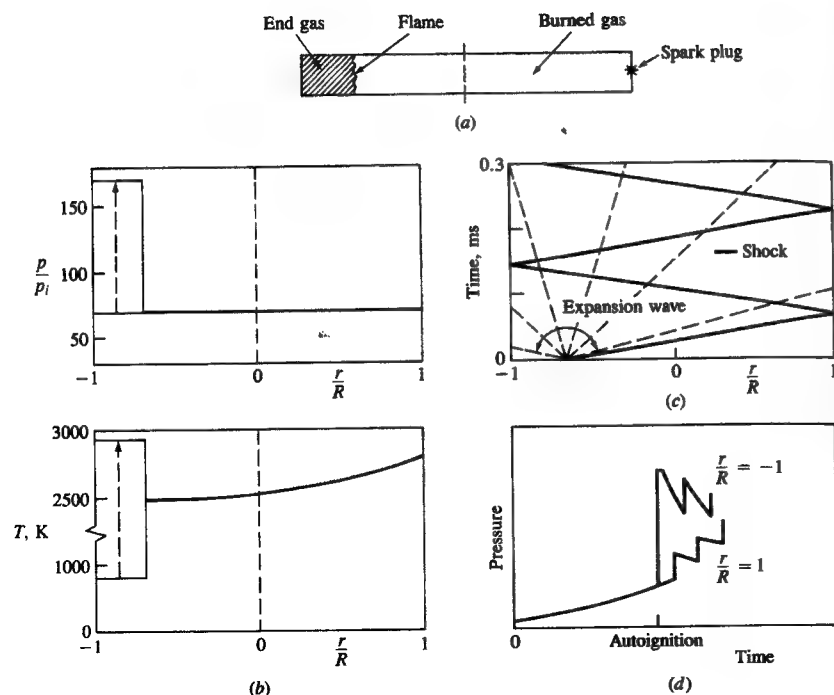 End gas
Flame
Burned gas
Spark plug
(a)
p
p_i
150
100
50
−1
0
r
R
1
T, K
3000
2500
1000
0
−1
0
r
R
1
(b)
Time, ms
0.3
0
Shock
Expansion wave
−1
0
r
R
1
(c)
Pressure
r/R = −1
r/R = 1
0
Autoignition
Time
(d)